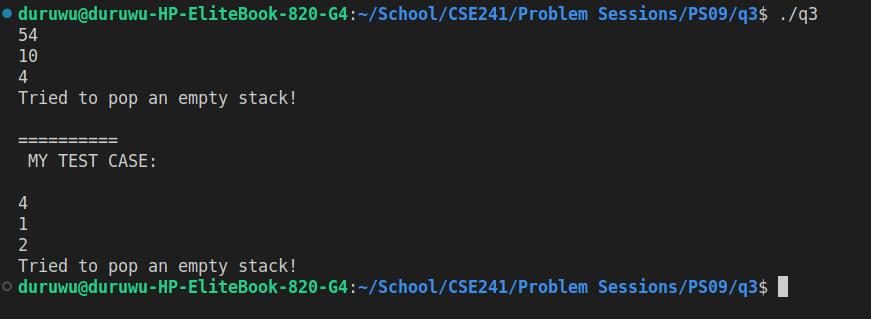 duruwu@duruwu-HP-EliteBook-820-G4:~/School/CSE241/Problem Sessions/PS09/q3$ ./q3
54
10
4
Tried to pop an empty stack!
==========
MY TEST CASE:
4
1
2
Tried to pop an empty stack!
duruwu@duruwu-HP-EliteBook-820-G4:~/School/CSE241/Problem Sessions/PS09/q3$